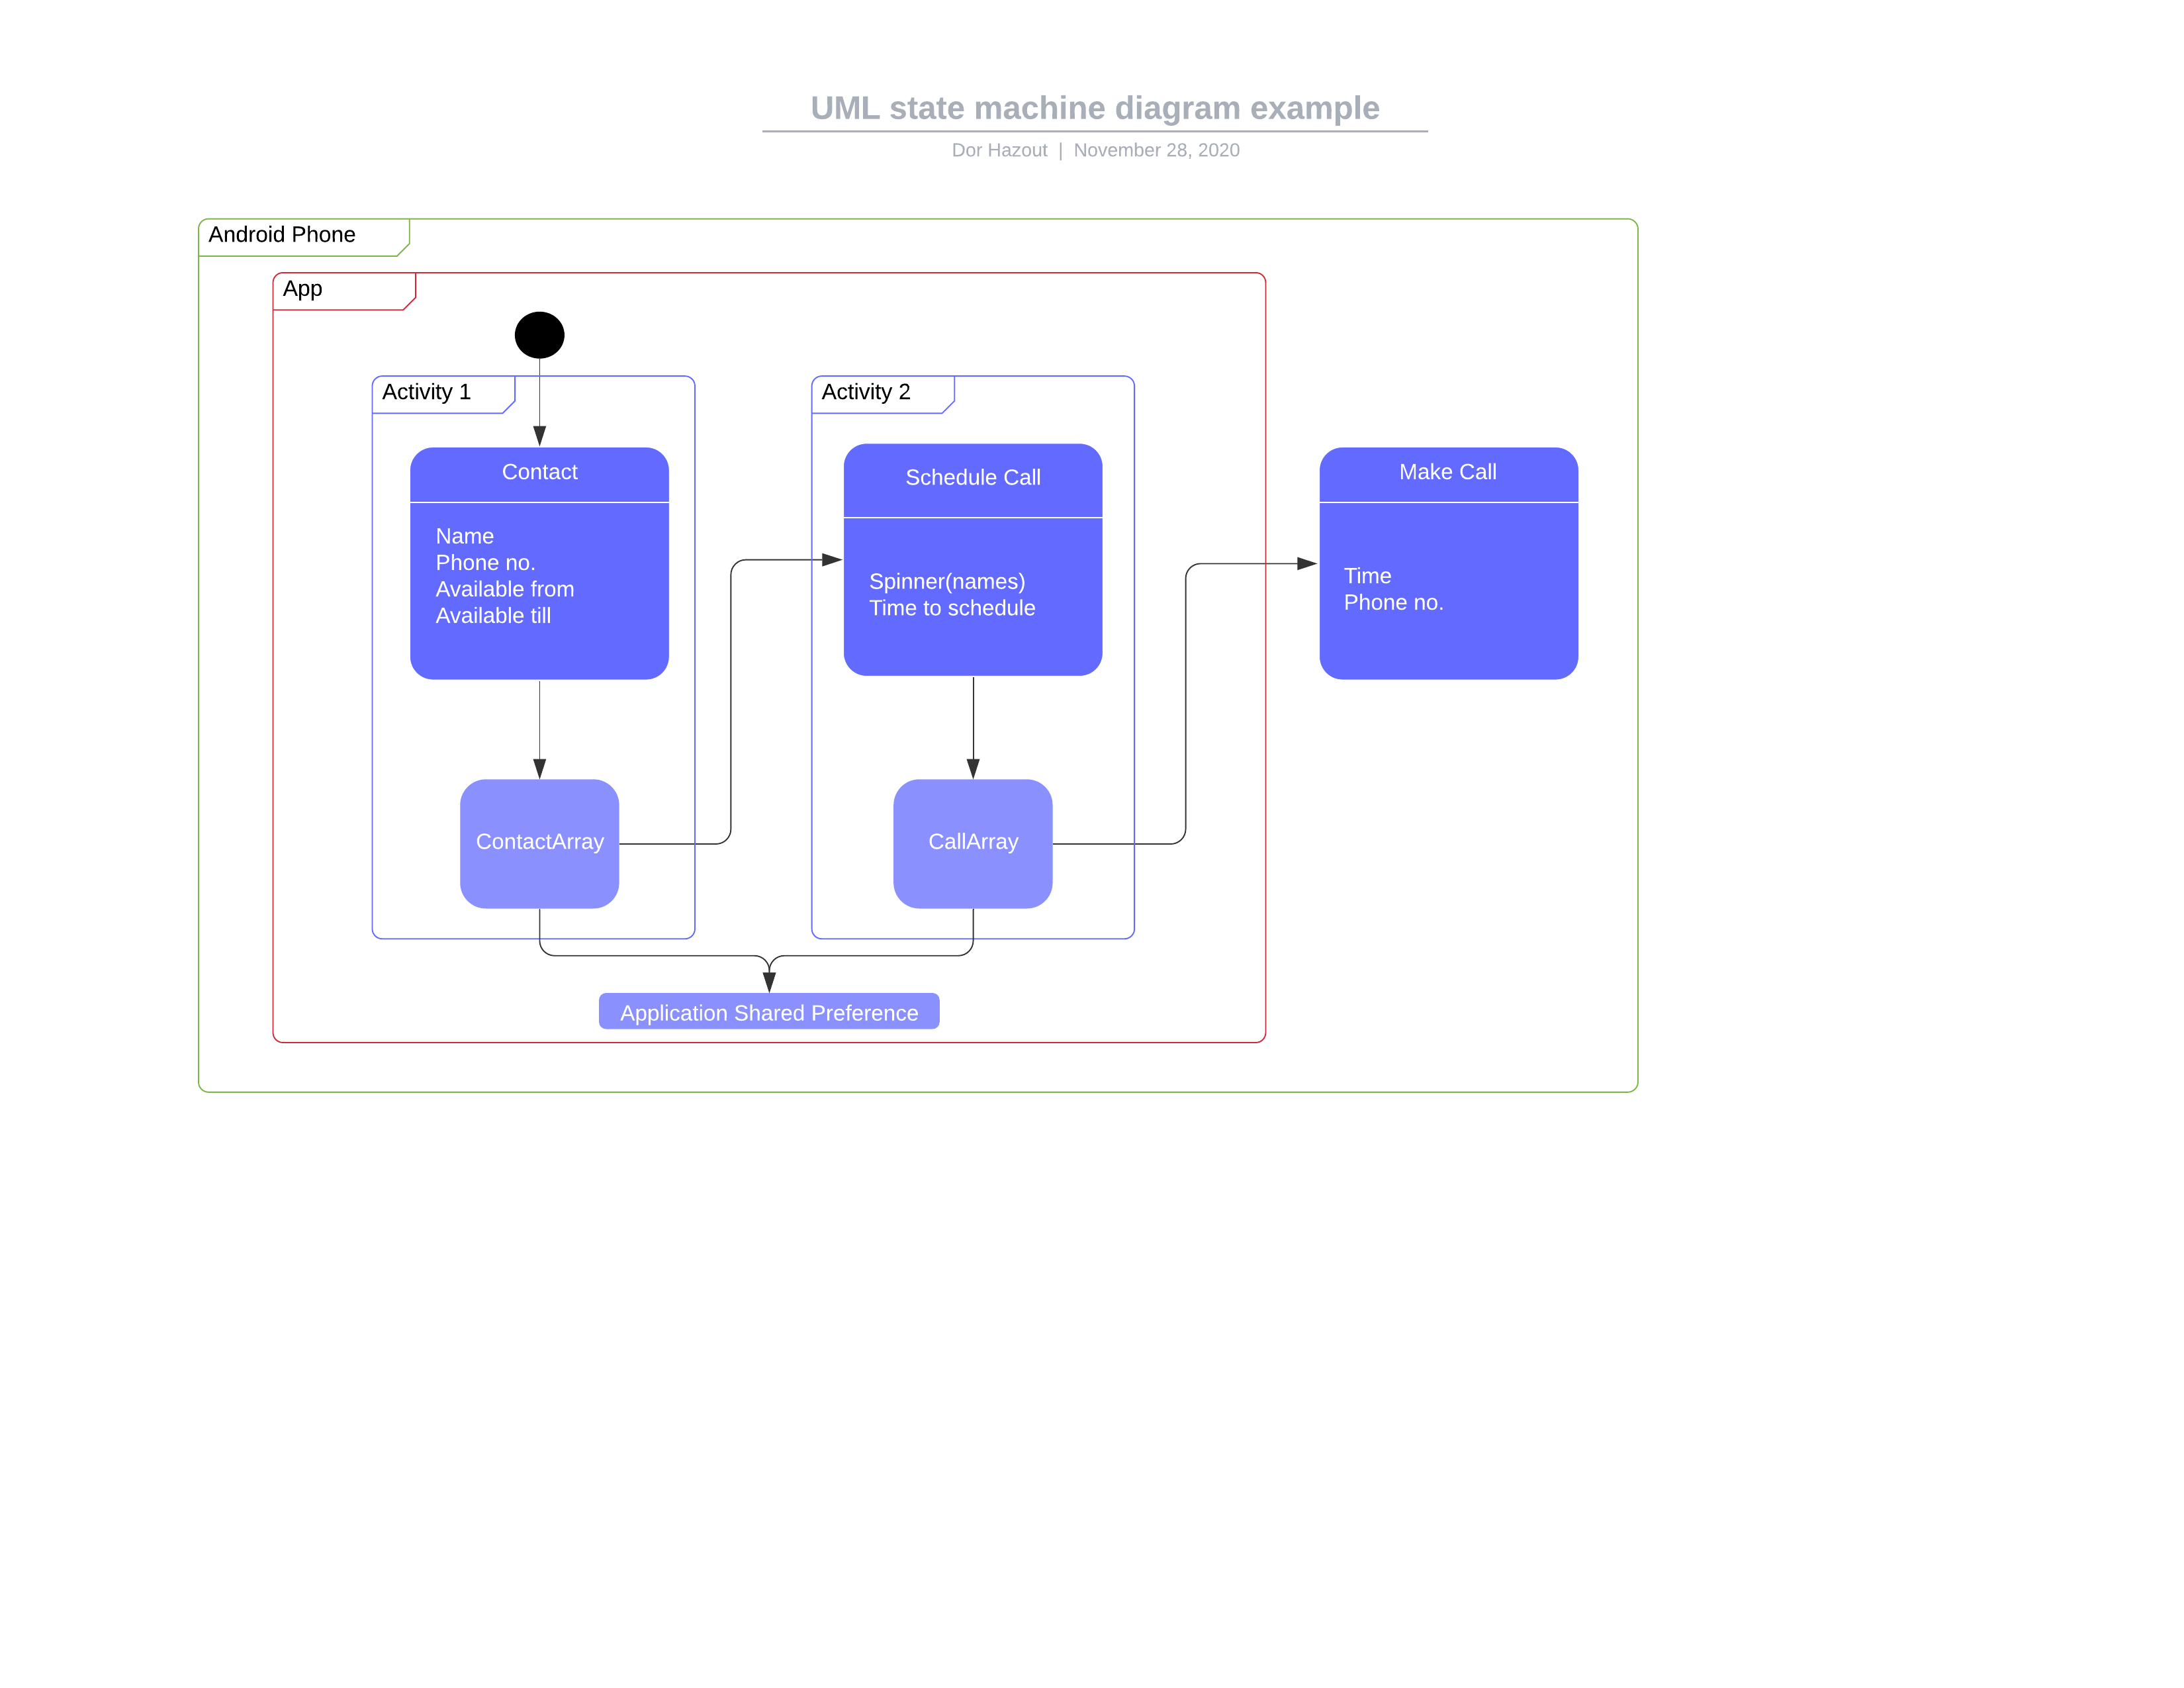 UML state machine diagram example
Dor Hazout | November 28, 2020
Android Phone
App
Activity 1
Activity 2
Contact
Name
Phone no.
Available from
Available till
Schedule Call
Spinner(names)
Time to schedule
Make Call
Time
Phone no.
ContactArray
CallArray
Application Shared Preference